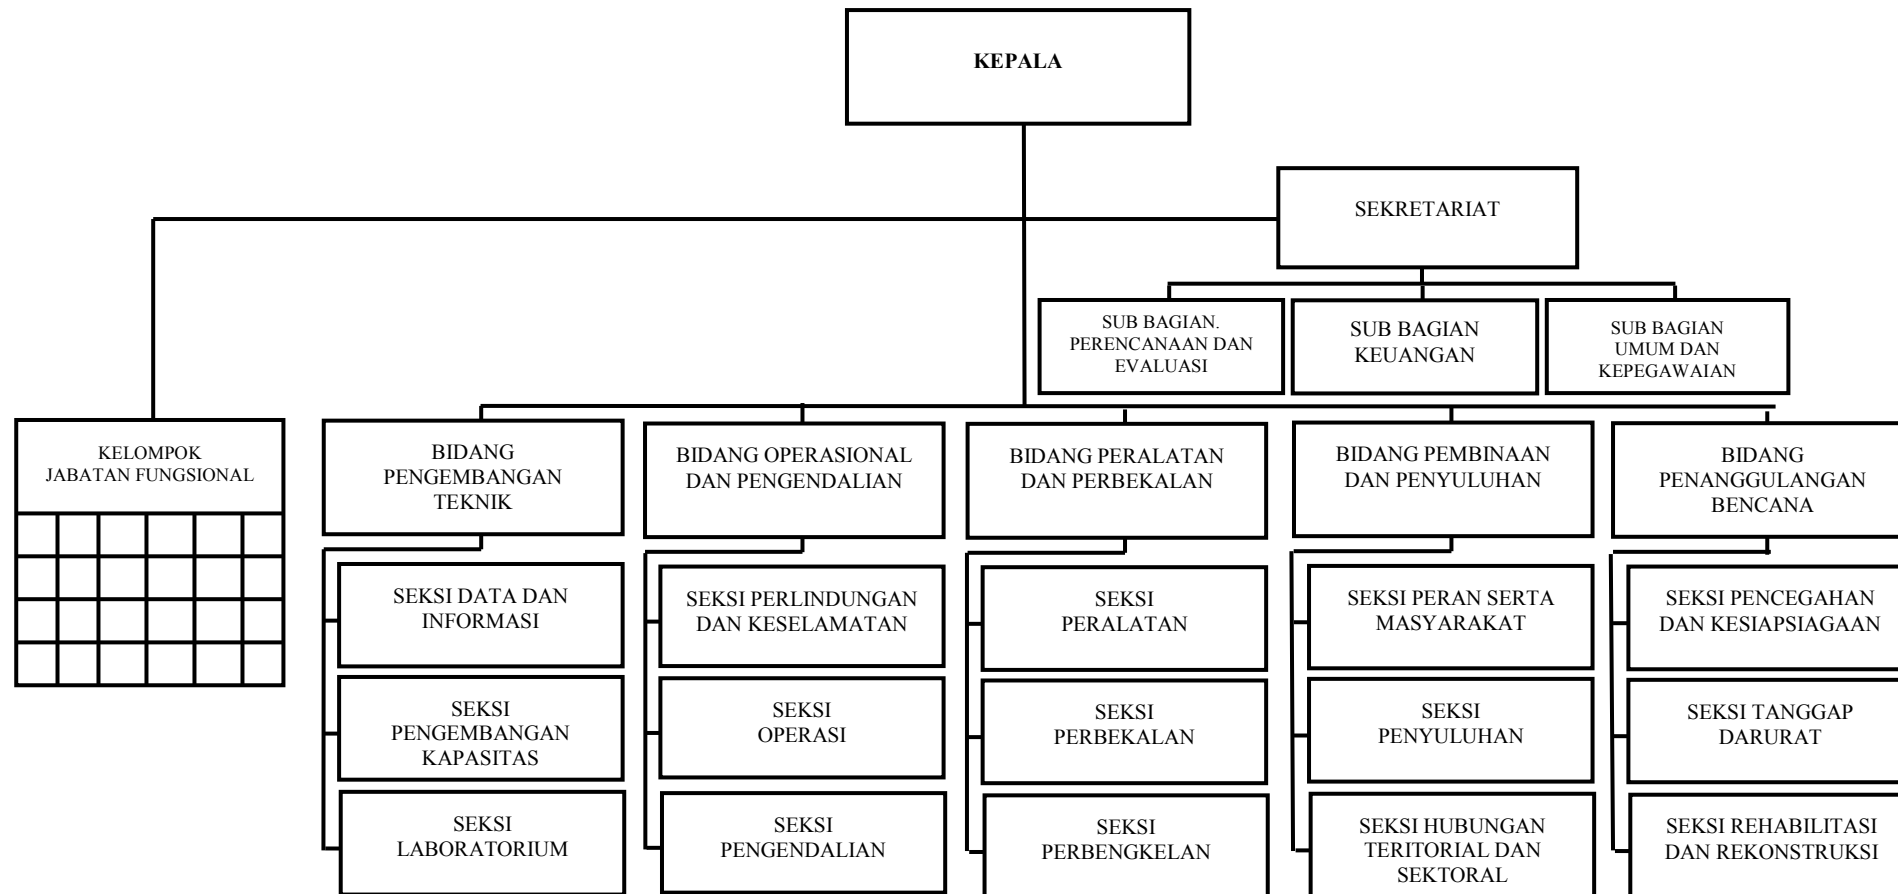 KEPALA
SEKRETARIAT
SUB BAGIAN.
PERENCANAAN DAN
EVALUASI
SUB BAGIAN
KEUANGAN
SUB BAGIAN
UMUM DAN
KEPEGAWAIAN
KELOMPOK
JABATAN FUNGSIONAL
BIDANG
PENGEMBANGAN
TEKNIK
BIDANG OPERASIONAL
DAN PENGENDALIAN
BIDANG PERALATAN
DAN PERBEKALAN
BIDANG PEMBINAAN
DAN PENYULUHAN
BIDANG
PENANGGULANGAN
BENCANA
SEKSI DATA DAN
INFORMASI
SEKSI PERLINDUNGAN
DAN KESELAMATAN
SEKSI
PERALATAN
SEKSI PERAN SERTA
MASYARAKAT
SEKSI PENCEGAHAN
DAN KESIAPSIAGAAN
SEKSI
PENGEMBANGAN
KAPASITAS
SEKSI
OPERASI
SEKSI
PERBEKALAN
SEKSI
PENYULUHAN
SEKSI TANGGAP
DARURAT
SEKSI
LABORATORIUM
SEKSI
PENGENDALIAN
SEKSI
PERBENGKELAN
SEKSI HUBUNGAN
TERITORIAL DAN
SEKTORAL
SEKSI REHABILITASI
DAN REKONSTRUKSI